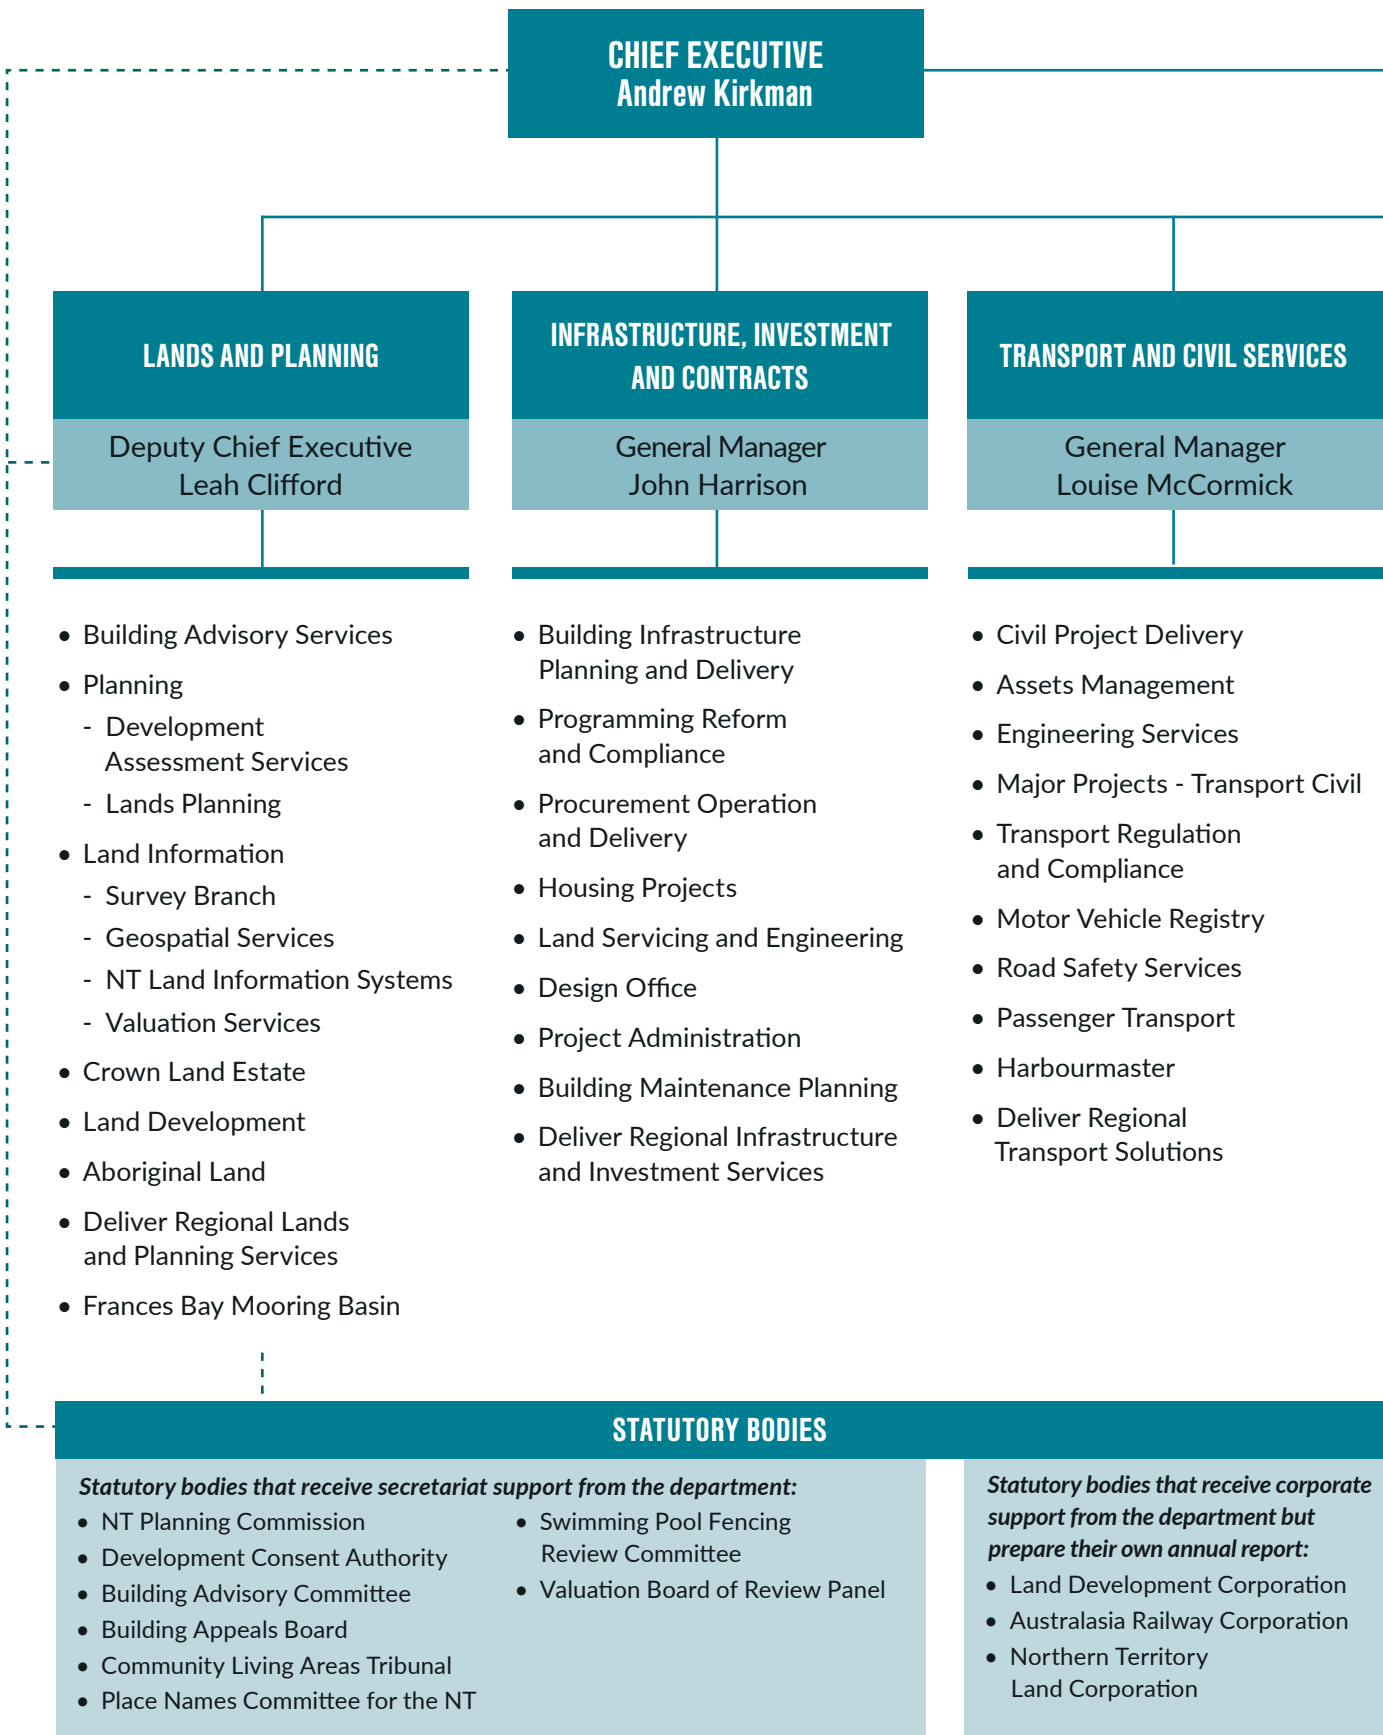 CHIEF EXECUTIVE
Andrew Kirkman
LANDS AND PLANNING
Deputy Chief Executive
Leah Clifford
• Building Advisory Services
• Planning
- Development
Assessment Services
- Lands Planning
• Land Information
- Survey Branch
- Geospatial Services
- NT Land Information Systems
- Valuation Services
• Crown Land Estate
• Land Development
• Aboriginal Land
• Deliver Regional Lands
and Planning Services
• Frances Bay Mooring Basin
INFRASTRUCTURE, INVESTMENT
AND CONTRACTS
General Manager
John Harrison
• Building Infrastructure
Planning and Delivery
• Programming Reform
and Compliance
• Procurement Operation
and Delivery
• Housing Projects
• Land Servicing and Engineering
• Design Office
• Project Administration
• Building Maintenance Planning
• Deliver Regional Infrastructure
and Investment Services
TRANSPORT AND CIVIL SERVICES
General Manager
Louise McCormick
• Civil Project Delivery
• Assets Management
• Engineering Services
• Major Projects - Transport Civil
• Transport Regulation
and Compliance
• Motor Vehicle Registry
• Road Safety Services
• Passenger Transport
• Harbourmaster
• Deliver Regional
Transport Solutions
STATUTORY BODIES
Statutory bodies that receive secretariat support from the department:
• NT Planning Commission
• Development Consent Authority
• Building Advisory Committee
• Building Appeals Board
• Community Living Areas Tribunal
• Place Names Committee for the NT
• Swimming Pool Fencing
Review Committee
• Valuation Board of Review Panel
Statutory bodies that receive corporate
support from the department but
prepare their own annual report:
• Land Development Corporation
• Australasia Railway Corporation
• Northern Territory
Land Corporation